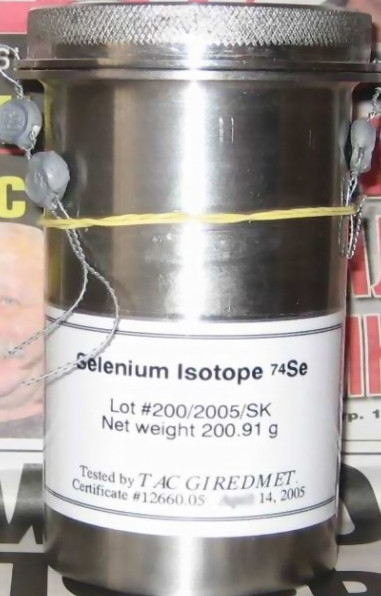 Selenium Isotope ⁷⁴Se
Lot #200/2005/SK
Net weight 200.91 g
Tested by TAC GIREDMET.
Certificate #12660.05 14, 2005